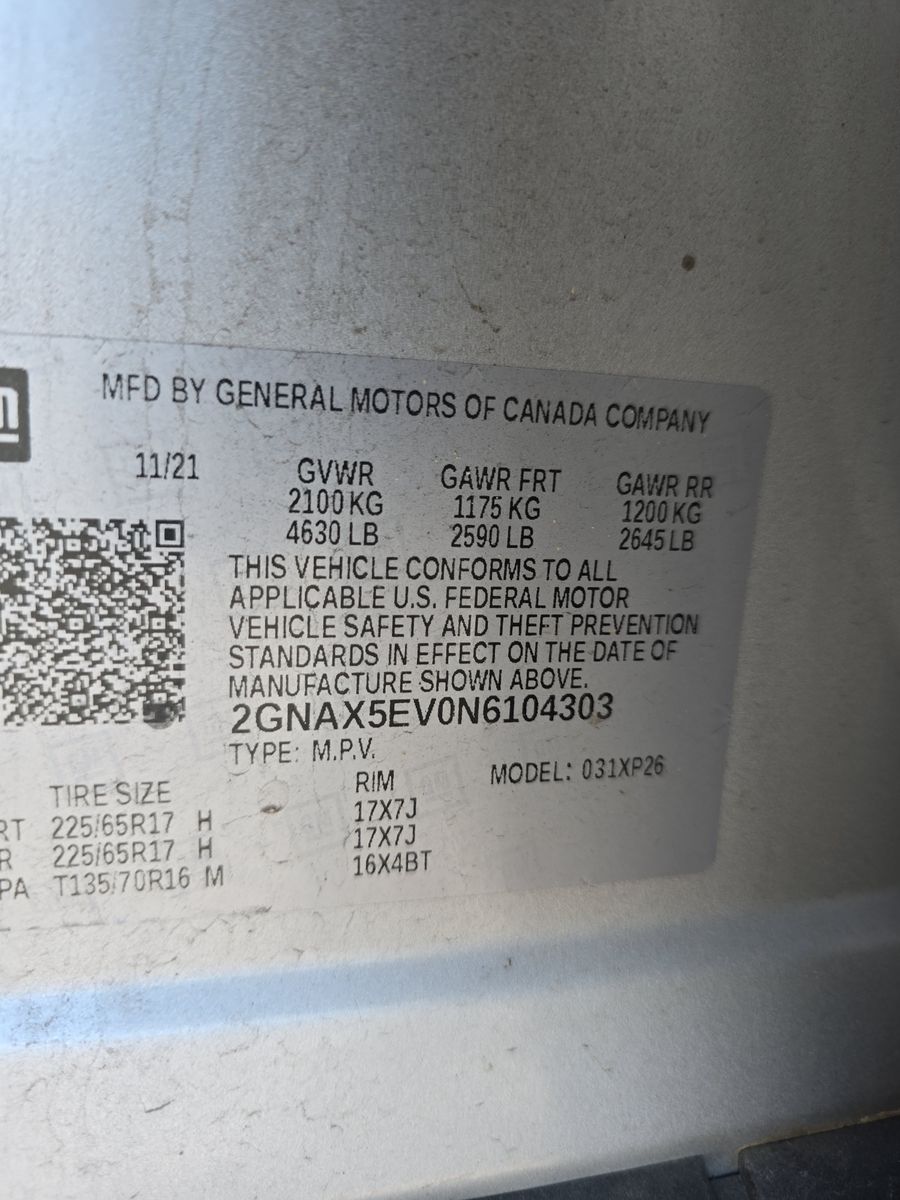 MFD BY GENERAL MOTORS OF CANADA COMPANY
11/21 GVWR GAWR FRT GAWR RR
2100 KG 1175 KG 1200 KG
4630 LB 2590 LB 2645 LB
THIS VEHICLE CONFORMS TO ALL
APPLICABLE U.S. FEDERAL MOTOR
VEHICLE SAFETY AND THEFT PREVENTION
STANDARDS IN EFFECT ON THE DATE OF
MANUFACTURE SHOWN ABOVE.
2GNAX5EV0N6104303
TYPE: M.P.V. MODEL: 031XP26
TIRE SIZE RIM
RT 225/65R17 H 17X7J
R 225/65R17 H 17X7J
PA T135/70R16 M 16X4BT